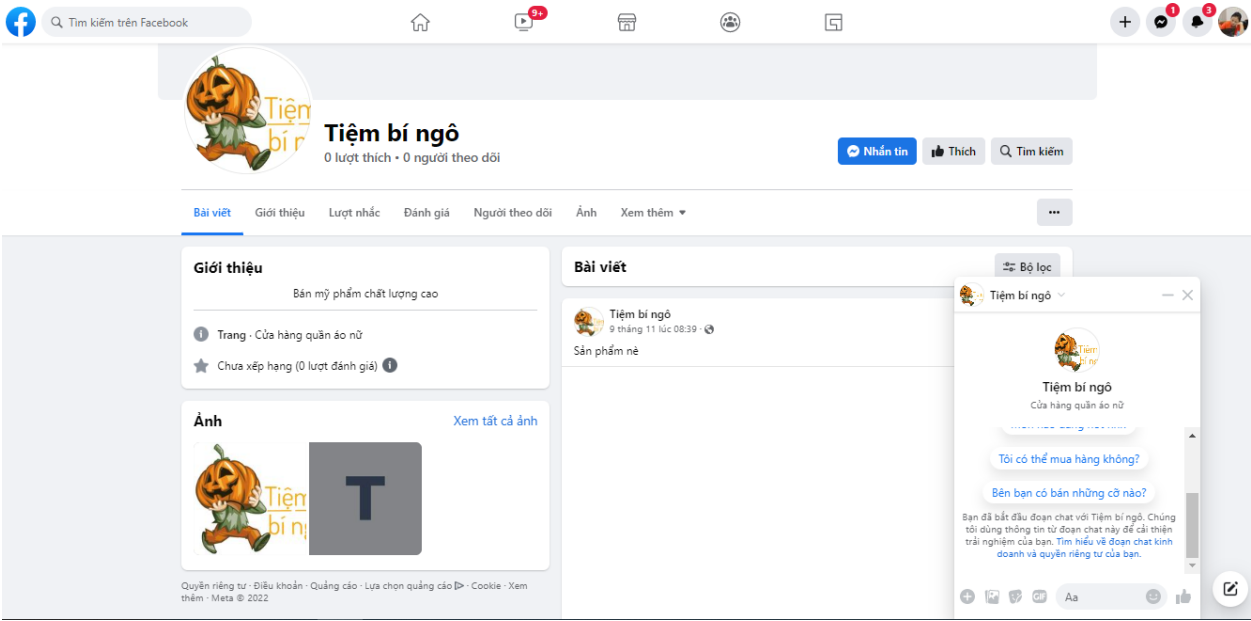 Tìm kiếm trên Facebook
9+
1
3
Tiệm
bí n
Tiệm bí ngô
0 lượt thích • 0 người theo dõi
Nhắn tin
Thích
Tìm kiếm
Bài viết
Giới thiệu
Lượt nhắc
Đánh giá
Người theo dõi
Ảnh
Xem thêm
Giới thiệu
Bán mỹ phẩm chất lượng cao
Trang · Cửa hàng quần áo nữ
Chưa xếp hạng (0 lượt đánh giá)
Ảnh
Xem tất cả ảnh
Tiệm
bí n
T
Quyền riêng tư · Điều khoản · Quảng cáo · Lựa chọn quảng cáo · Cookie · Xem
thêm · Meta © 2022
Bài viết
Bộ lọc
Tiệm bí ngô
9 tháng 11 lúc 08:39 ·
Sản phẩm nè
Tiệm bí ngô
Tiệm
bí n
Tiệm bí ngô
Cửa hàng quần áo nữ
Tôi có thể mua hàng không?
Bên bạn có bán những cỡ nào?
Bạn đã bắt đầu đoạn chat với Tiệm bí ngô. Chúng
tôi dùng thông tin từ đoạn chat này để cải thiện
trải nghiệm của bạn. Tìm hiểu về đoạn chat kinh
doanh và quyền riêng tư của bạn.
GIF
Aa